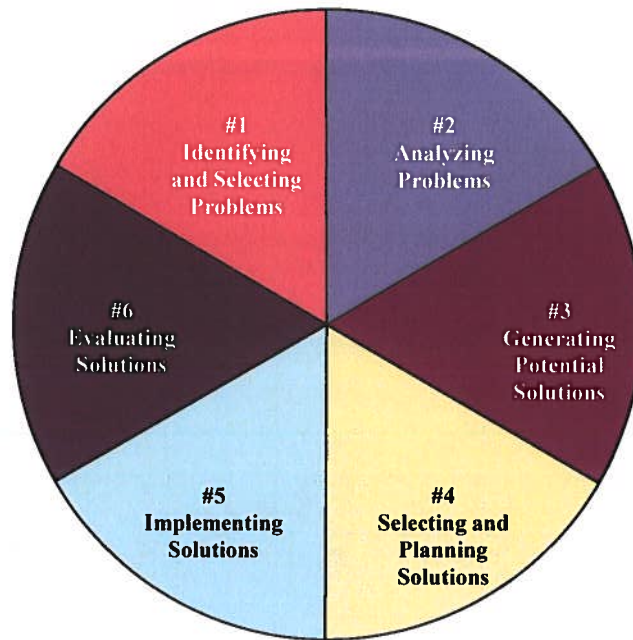 #1
Identifying
and Selecting
Problems
#2
Analyzing
Problems
#3
Generating
Potential
Solutions
#4
Selecting and
Planning
Solutions
#5
Implementing
Solutions
#6
Evaluating
Solutions